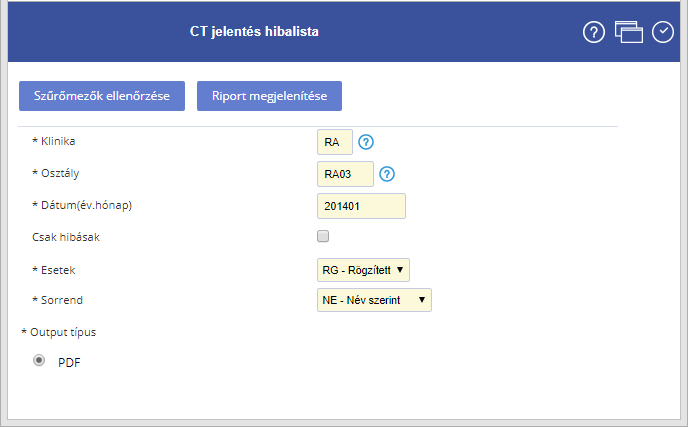 CT jelentés hibalista
Szűrőmezők ellenőrzése Riport megjelenítése
* Klinika RA
* Osztály RA03
* Dátum(év.hónap) 201401
Csak hibásak
* Esetek RG - Rögzített
* Sorrend NE - Név szerint
* Output típus
PDF